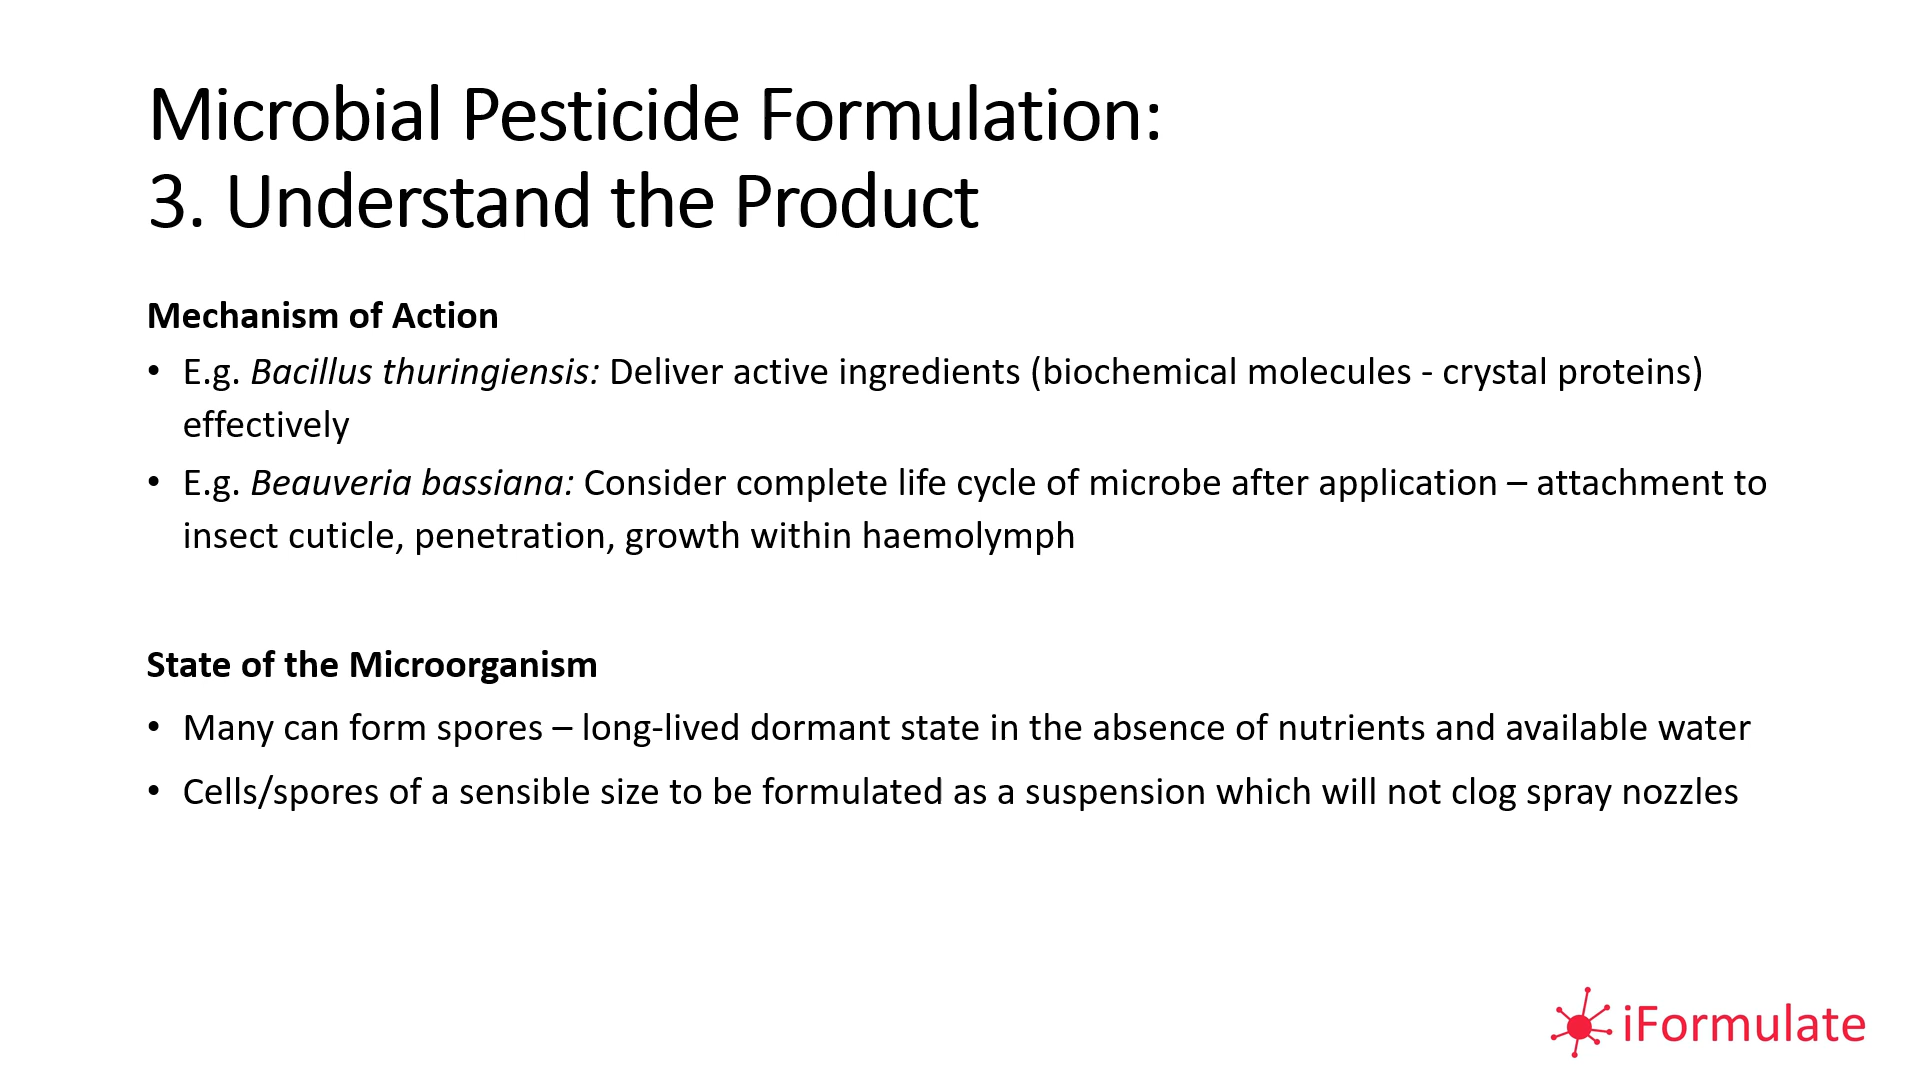 Microbial Pesticide Formulation:
3. Understand the Product
Mechanism of Action
• E.g. Bacillus thuringiensis: Deliver active ingredients (biochemical molecules - crystal proteins)
effectively
• E.g. Beauveria bassiana: Consider complete life cycle of microbe after application – attachment to
insect cuticle, penetration, growth within haemolymph
State of the Microorganism
• Many can form spores – long-lived dormant state in the absence of nutrients and available water
• Cells/spores of a sensible size to be formulated as a suspension which will not clog spray nozzles
iFormulate